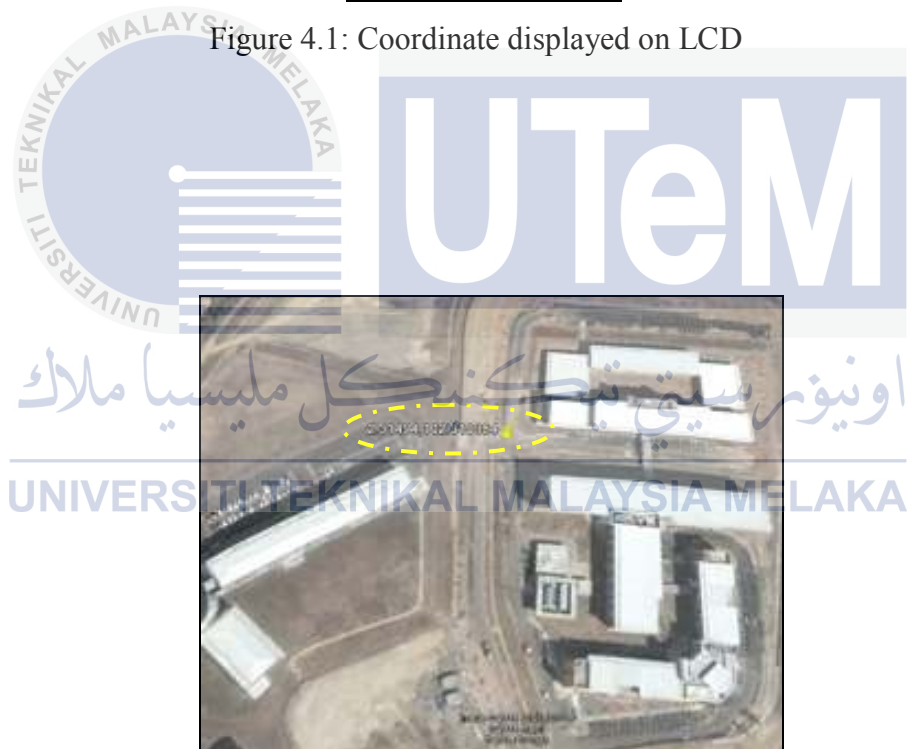 Figure 4.1: Coordinate displayed on LCD
UNIVERSITI TEKNIKAL MALAYSIA MELAKA
UTeM
اونيۏرسيتي تيكنيكل مليسيا ملاك
UNIVERSITI TEKNIKAL MALAYSIA MELAKA